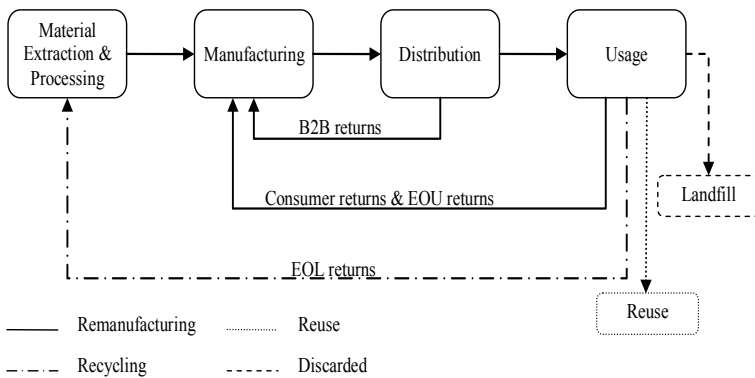 Material
Extraction &
Processing
Manufacturing
Distribution
Usage
B2B returns
Consumer returns & EOU returns
Landfill
EOL returns
Reuse
Remanufacturing
Reuse
Recycling
Discarded